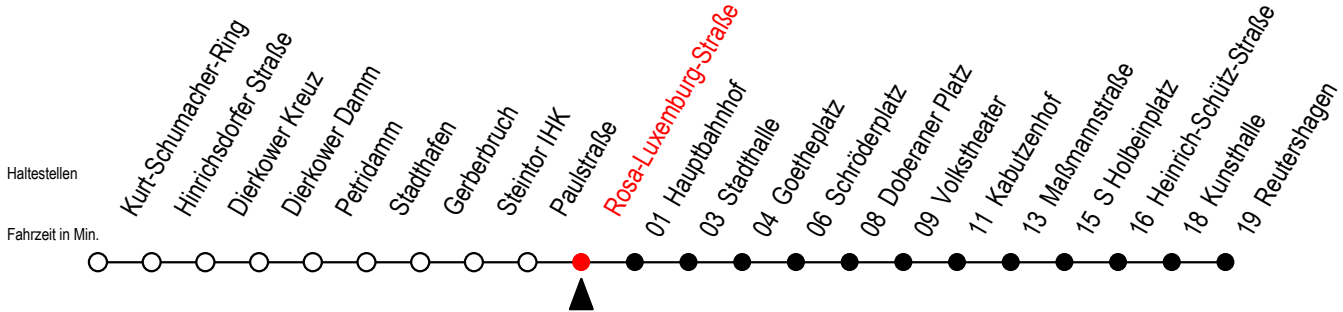 Haltestellen
Fahrzeit in Min.
Kurt-Schumacher-Ring
Hinrichsdorfer Straße
Dierkower Kreuz
Dierkower Damm
Petridamm
Stadthafen
Gerberbruch
Steintor IHK
Paulstraße
Rosa-Luxemburg-Straße
01 Hauptbahnhof
03 Stadthalle
04 Goetheplatz
06 Schröderplatz
08 Doberaner Platz
09 Volkstheater
11 Kabutzenhof
13 Maßmannstraße
15 S Holbeinplatz
16 Heinrich-Schütz-Straße
18 Kunsthalle
19 Reutershagen